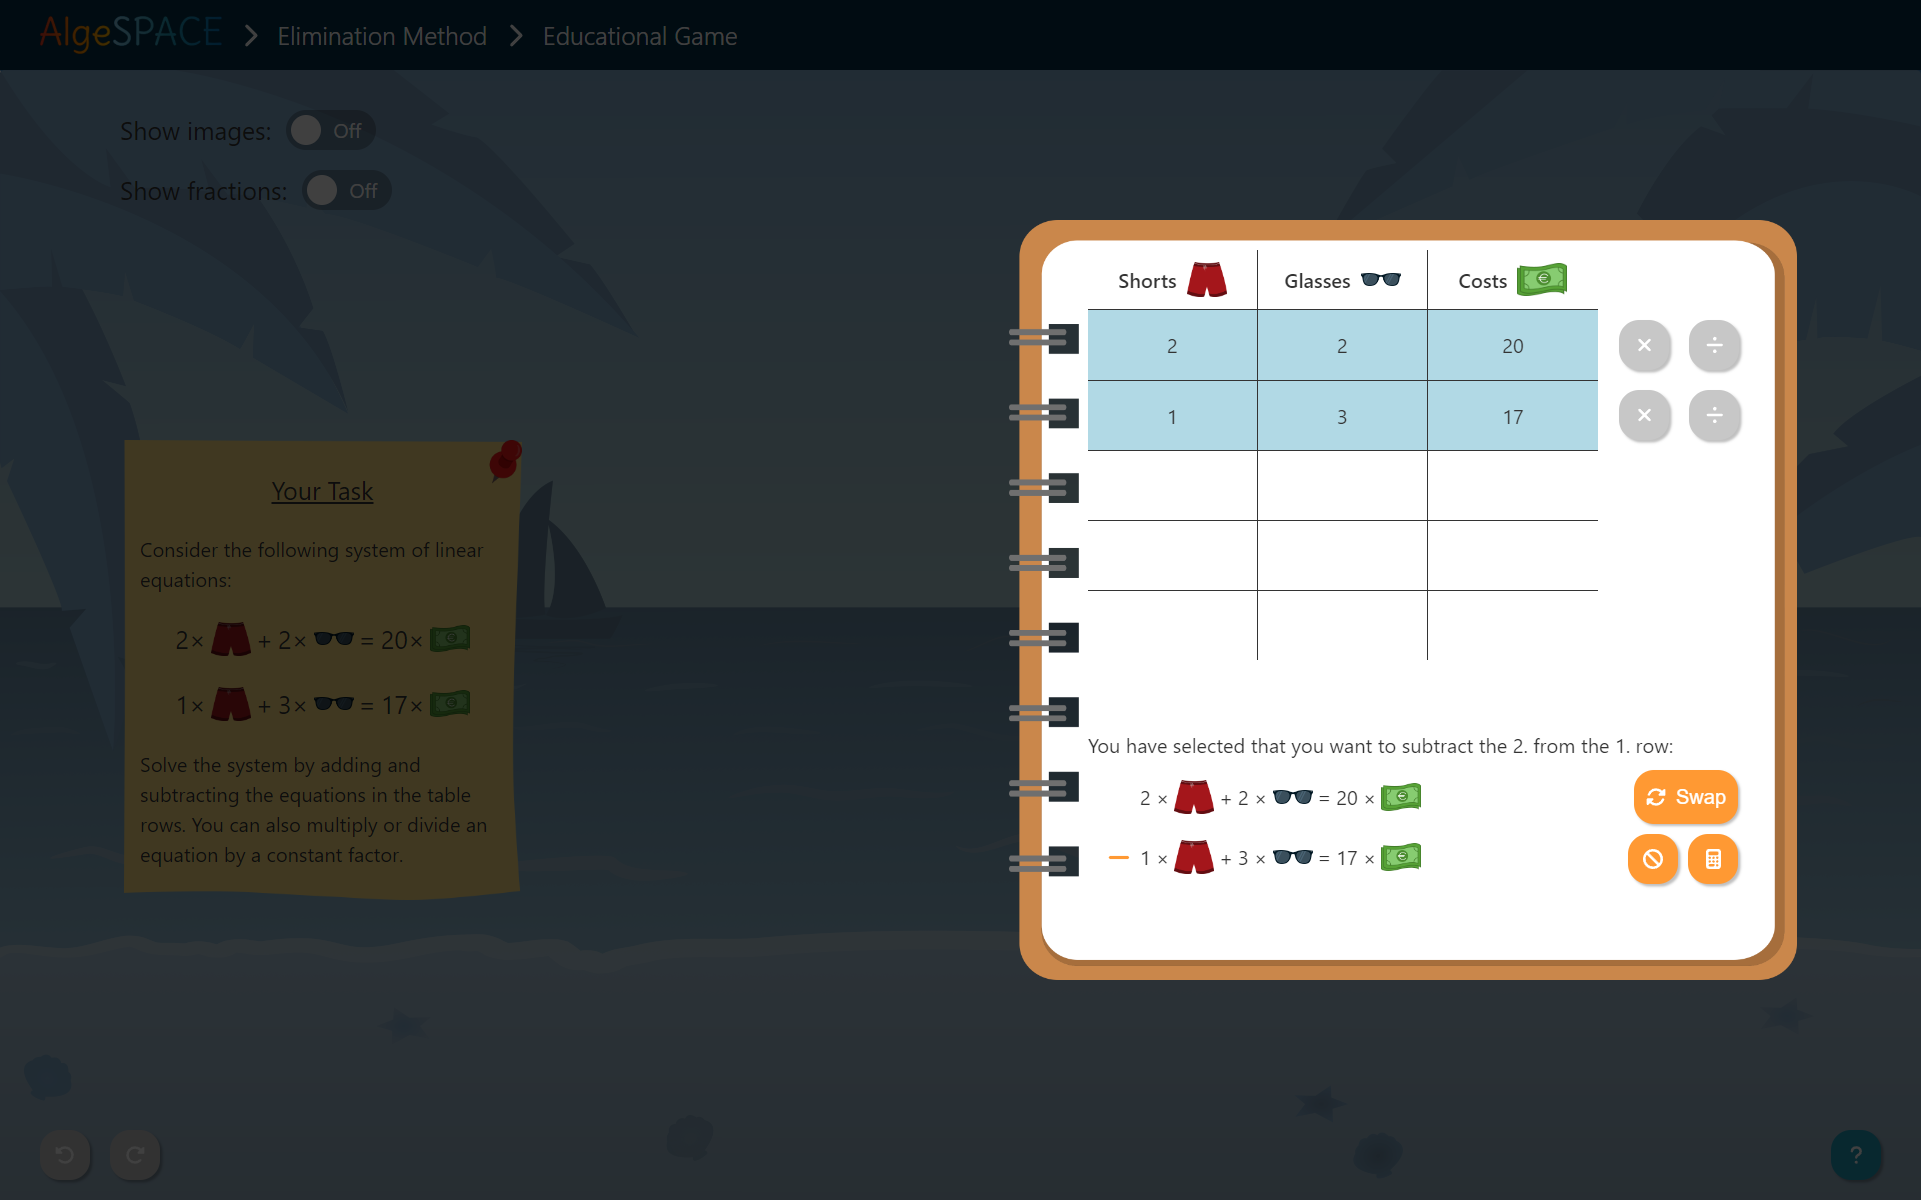 AlgeSPACE > Elimination Method > Educational Game
Show images: Off
Show fractions: Off
Your Task
Consider the following system of linear
equations:
2× + 2× = 20×
1× + 3× = 17×
Solve the system by adding and
subtracting the equations in the table
rows. You can also multiply or divide an
equation by a constant factor.
Shorts Glasses Costs
2 2 20 × ÷
1 3 17 × ÷
You have selected that you want to subtract the 2. from the 1. row:
2 × + 2 × = 20 ×
Swap
− 1 × + 3 × = 17 ×
?